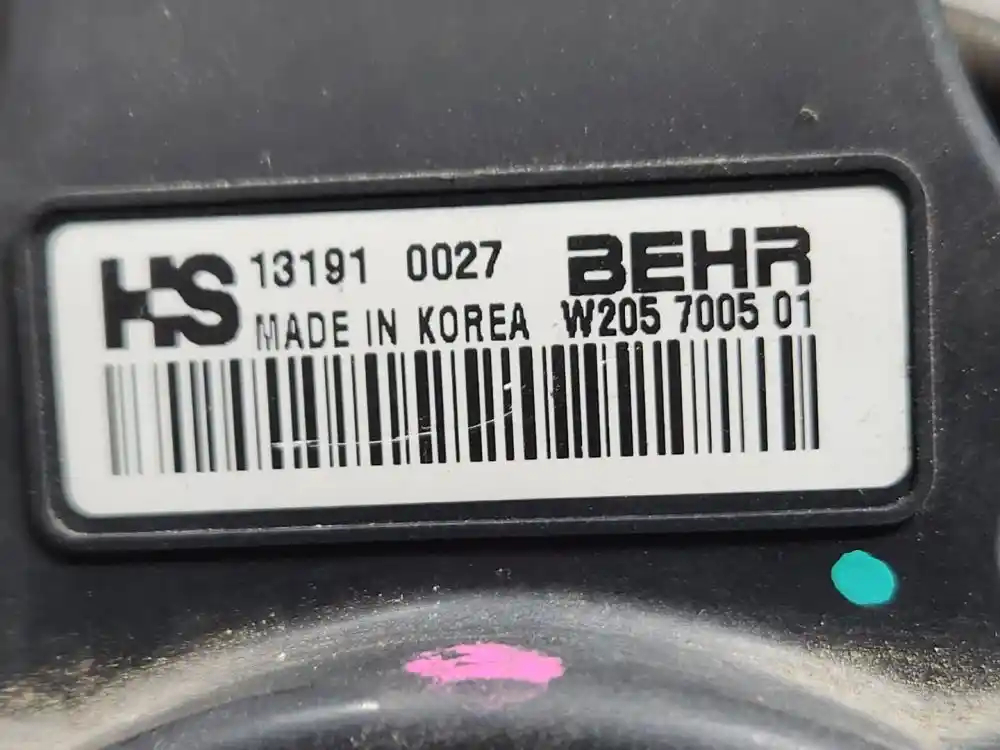 HS 13191 0027 BEHR
MADE IN KOREA W205 7005 01